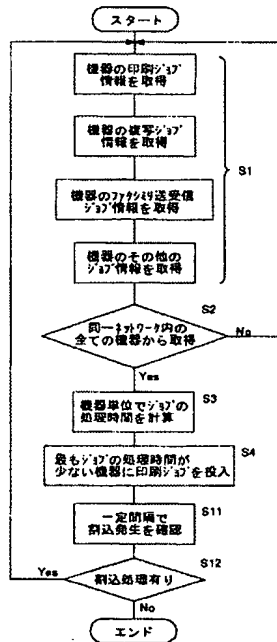 スタート
機器の印刷ｼﾞｮﾌﾞ
情報を取得
機器の複写ｼﾞｮﾌﾞ
情報を取得
機器のﾌｧｸｼﾐﾘ送受信
ｼﾞｮﾌﾞ情報を取得
機器のその他の
ｼﾞｮﾌﾞ情報を取得
S1
S2
同一ﾈｯﾄﾜｰｸ内の
全ての機器から取得
No
Yes
S3
機器単位でｼﾞｮﾌﾞの
処理時間を計算
S4
最もｼﾞｮﾌﾞの処理時間が
少ない機器に印刷ｼﾞｮﾌﾞを投入
S11
一定間隔で
割込発生を確認
S12
Yes
割込処理有り
No
エンド